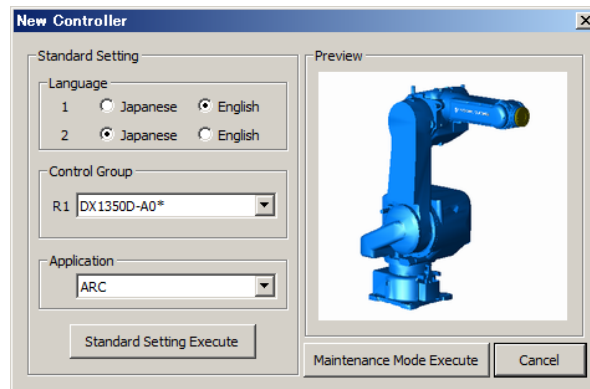 New Controller
Standard Setting
Language
1 Japanese English
2 Japanese English
Control Group
R1 DX1350D-A0*
Application
ARC
Standard Setting Execute
Preview
Maintenance Mode Execute
Cancel